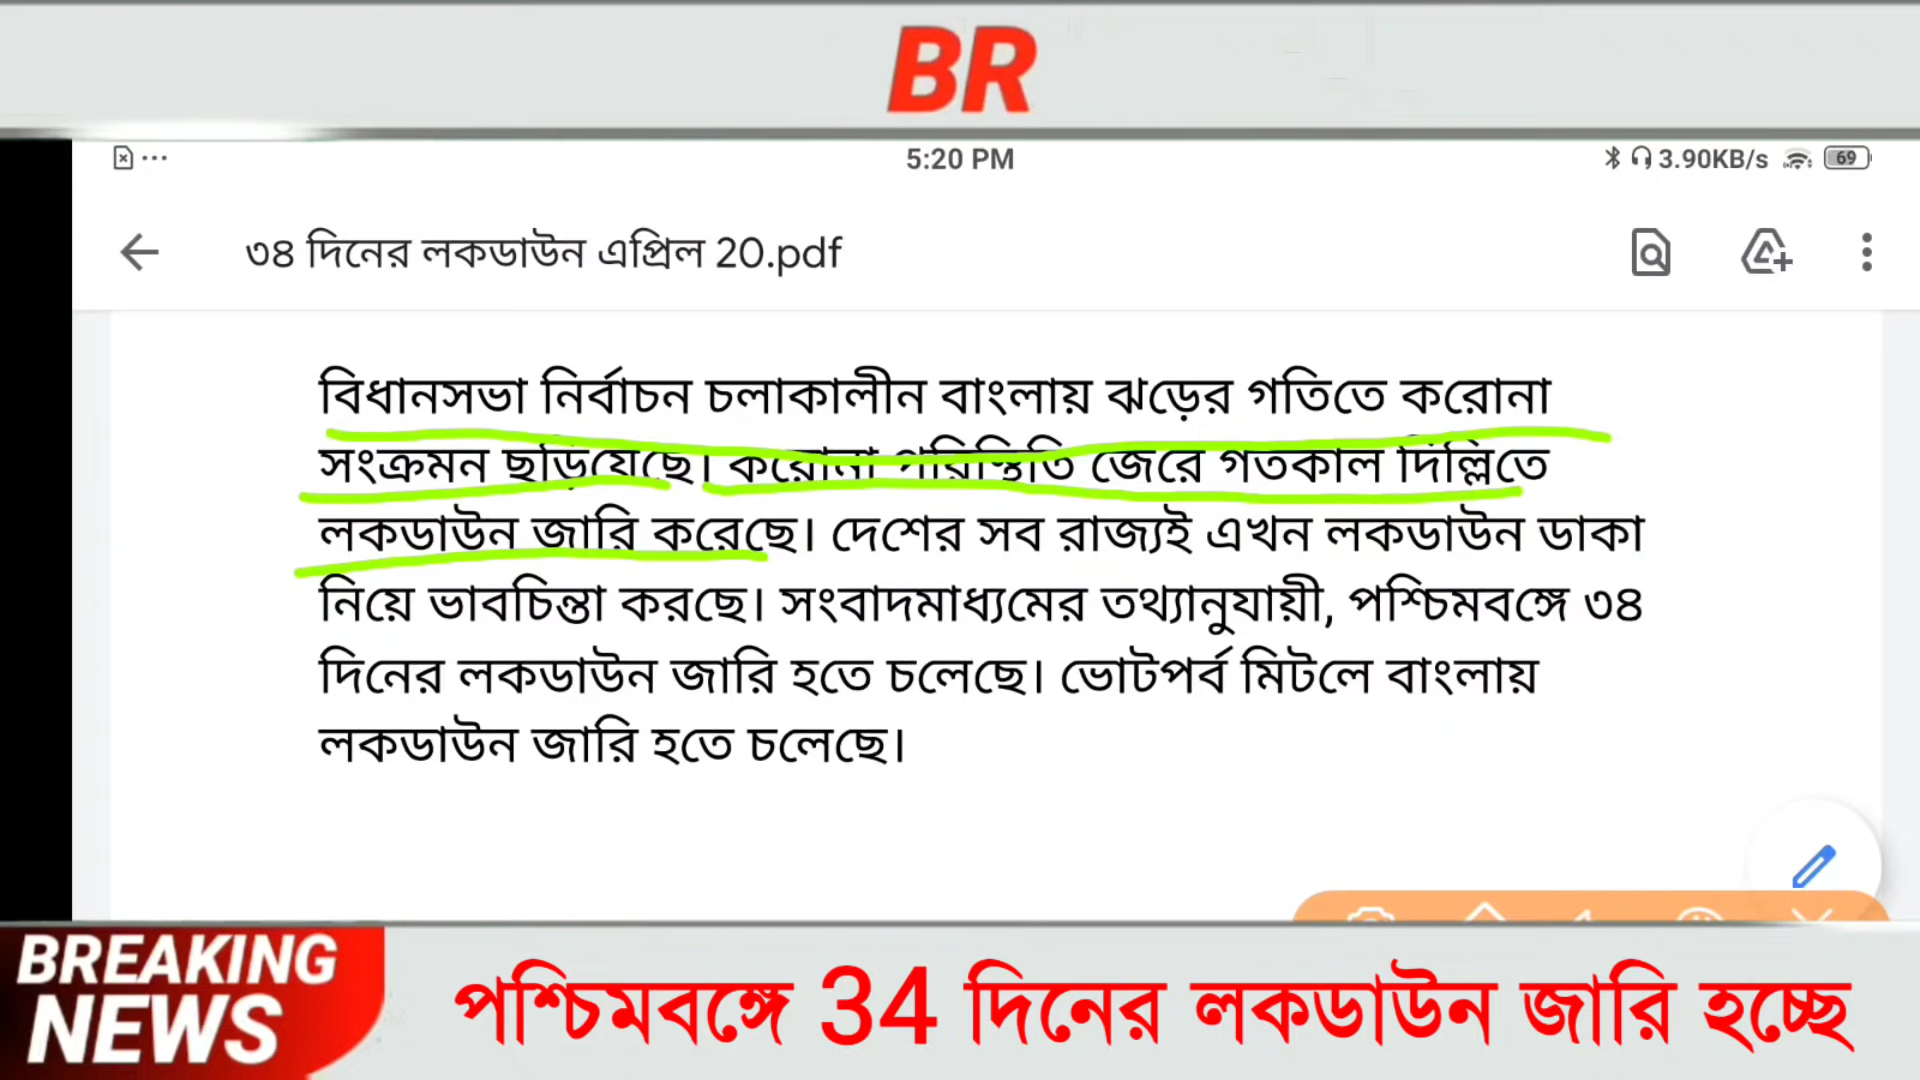 BR
5:20 PM
3.90KB/s
69
৩৪ দিনের লকডাউন এপ্রিল 20.pdf
বিধানসভা নির্বাচন চলাকালীন বাংলায় ঝড়ের গতিতে করোনা
সংক্রমন ছড়িয়েছে। করোনা পরিস্থিতি জেরে গতকাল দিল্লিতে
লকডাউন জারি করেছে। দেশের সব রাজ্যই এখন লকডাউন ডাকা
নিয়ে ভাবচিন্তা করছে। সংবাদমাধ্যমের তথ্যানুযায়ী, পশ্চিমবঙ্গে ৩৪
দিনের লকডাউন জারি হতে চলেছে। ভোটপর্ব মিটলে বাংলায়
লকডাউন জারি হতে চলেছে।
BREAKING
NEWS
পশ্চিমবঙ্গে 34 দিনের লকডাউন জারি হচ্ছে